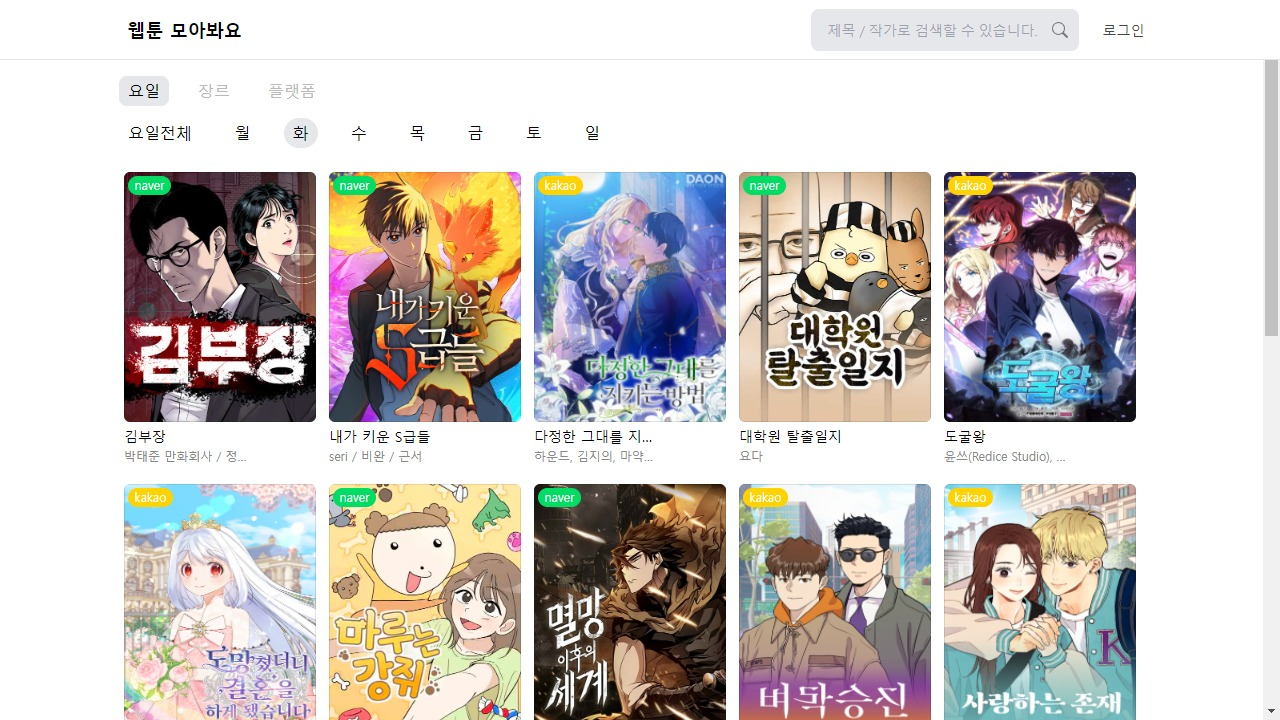 웹툰 모아봐요
제목 / 작가로 검색할 수 있습니다.
로그인
요일 장르 플랫폼
요일전체 월 화 수 목 금 토 일
naver
김부장
김부장
박태준 만화회사 / 정...
naver
내가 키운
S급들
내가 키운 S급들
seri / 비완 / 근서
kakao
DAON
다정한 그대를
지키는 방법
다정한 그대를 지...
하운드, 김지의, 마약...
naver
대학원
탈출일지
대학원 탈출일지
요다
kakao
도굴왕
도굴왕
윤쓰(Redice Studio), ...
kakao
도망쳤더니
결혼을
하게 됐습니다
naver
마루는
강쥐
naver
멸망
이후의
세계
kakao
벼락승진
kakao
K
사랑하는 존재